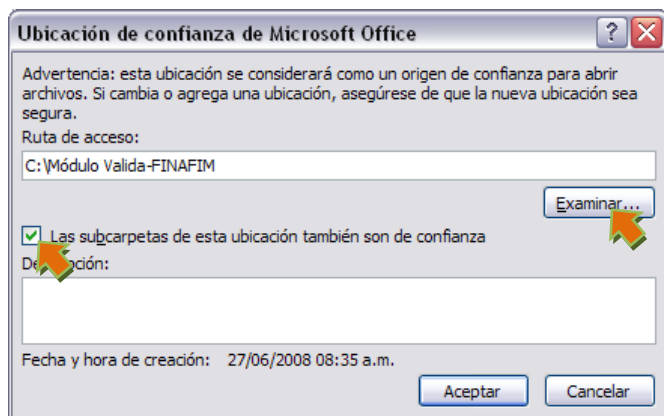 Ubicación de confianza de Microsoft Office
Advertencia: esta ubicación se considerará como un origen de confianza para abrir
archivos. Si cambia o agrega una ubicación, asegúrese de que la nueva ubicación sea
segura.
Ruta de acceso:
C:\Módulo Valida-FINAFIM
Examinar...
Las subcarpetas de esta ubicación también son de confianza
Fecha y hora de creación: 27/06/2008 08:35 a.m.
Aceptar Cancelar